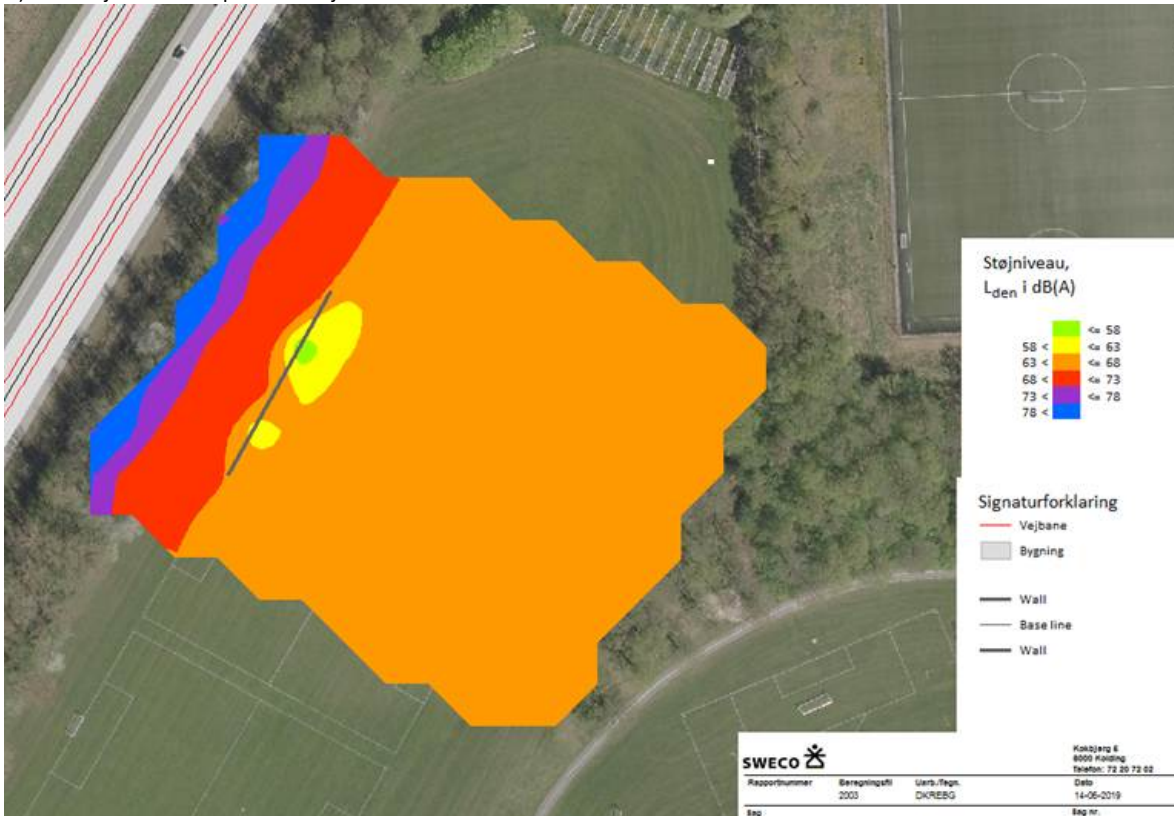 Støjniveau,
Lden i dB(A)
<= 58
58 < <= 63
63 < <= 68
68 < <= 73
73 < <= 78
78 <
Signaturforklaring
Vejbane
Bygning
Wall
Base line
Wall
SWECO
Kokbjerg 5
6000 Kolding
Telefon: 72 20 72 02
Rapportnummer Beregningsfil Uarb./Tegn. Dato
2003 DKREBG 14-06-2019
Sag Sag nr.